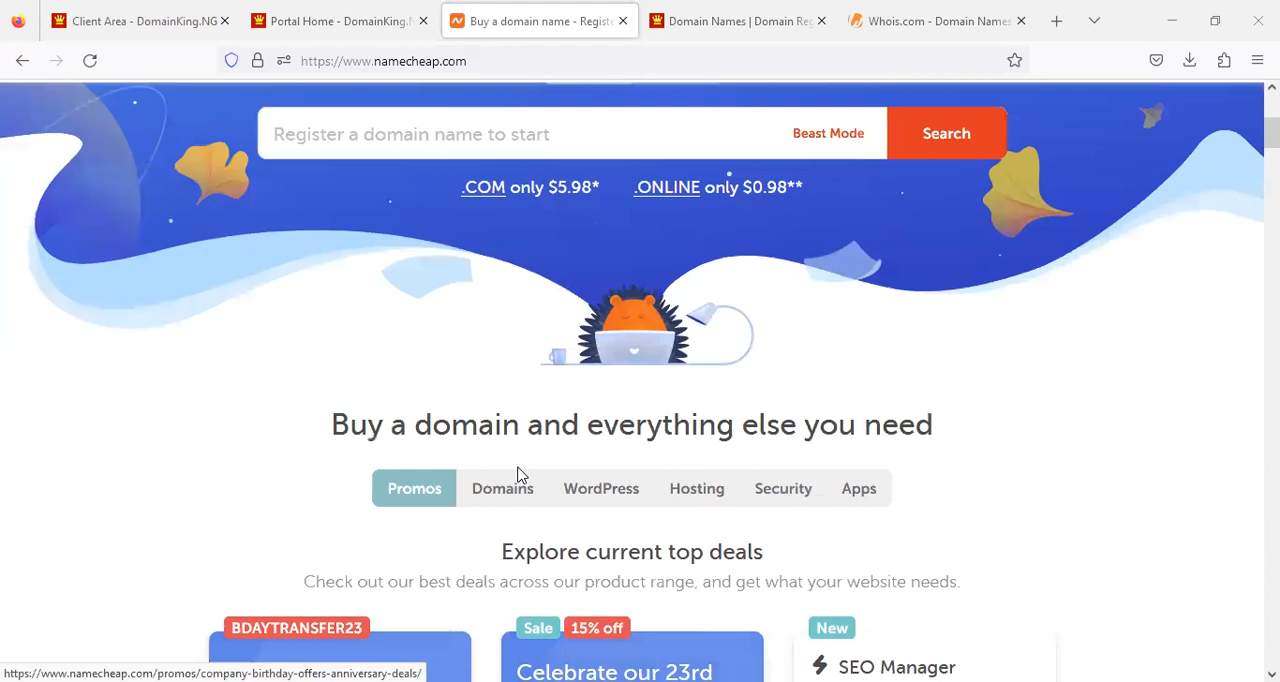 Client Area - DomainKing.NG
Portal Home - DomainKing.
Buy a domain name - Registe
Domain Names | Domain Reg
Whois.com - Domain Names
https://www.namecheap.com
Register a domain name to start
Beast Mode
Search
.COM only $5.98*
.ONLINE only $0.98**
Buy a domain and everything else you need
Promos
Domains
WordPress
Hosting
Security
Apps
Explore current top deals
Check out our best deals across our product range, and get what your website needs.
BDAYTRANSFER23
Sale
15% off
New
Celebrate our 23rd
SEO Manager
https://www.namecheap.com/promos/company-birthday-offers-anniversary-deals/